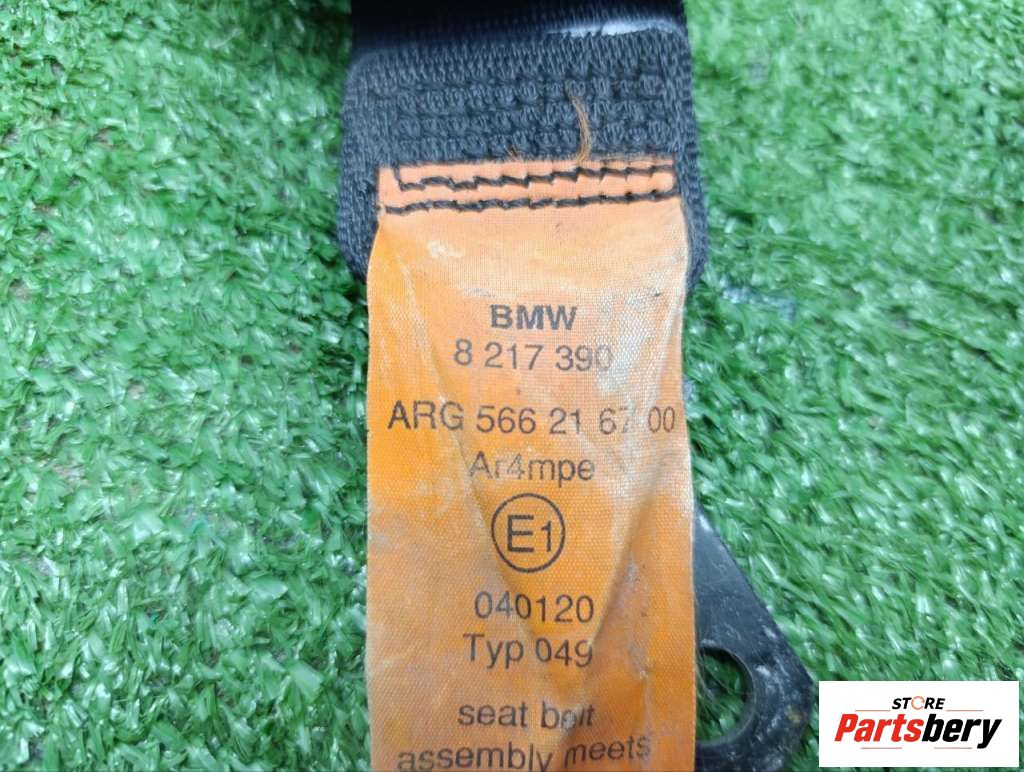 BMW
8 217 390
ARG 566 21 67 00
Ar4mpe
E1
040120
Typ 049
seat belt
assembly meets
STORE
Partsbery